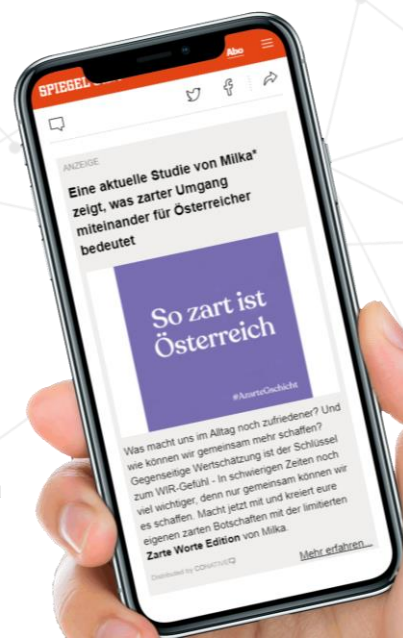 SPIEGEL
Abo
ANZEIGE
Eine aktuelle Studie von Milka*
zeigt, was zarter Umgang
miteinander für Österreicher
bedeutet
So zart ist
Österreich
#AzarteGschicht
Was macht uns im Alltag noch zufriedener? Und
wie können wir gemeinsam mehr schaffen?
Gegenseitige Wertschätzung ist der Schlüssel
zum WIR-Gefühl - In schwierigen Zeiten noch
viel wichtiger, denn nur gemeinsam können wir
es schaffen. Macht jetzt mit und kreiert eure
eigenen zarten Botschaften mit der limitierten
Zarte Worte Edition von Milka.
Distributed by CONATIVE
Mehr erfahren...